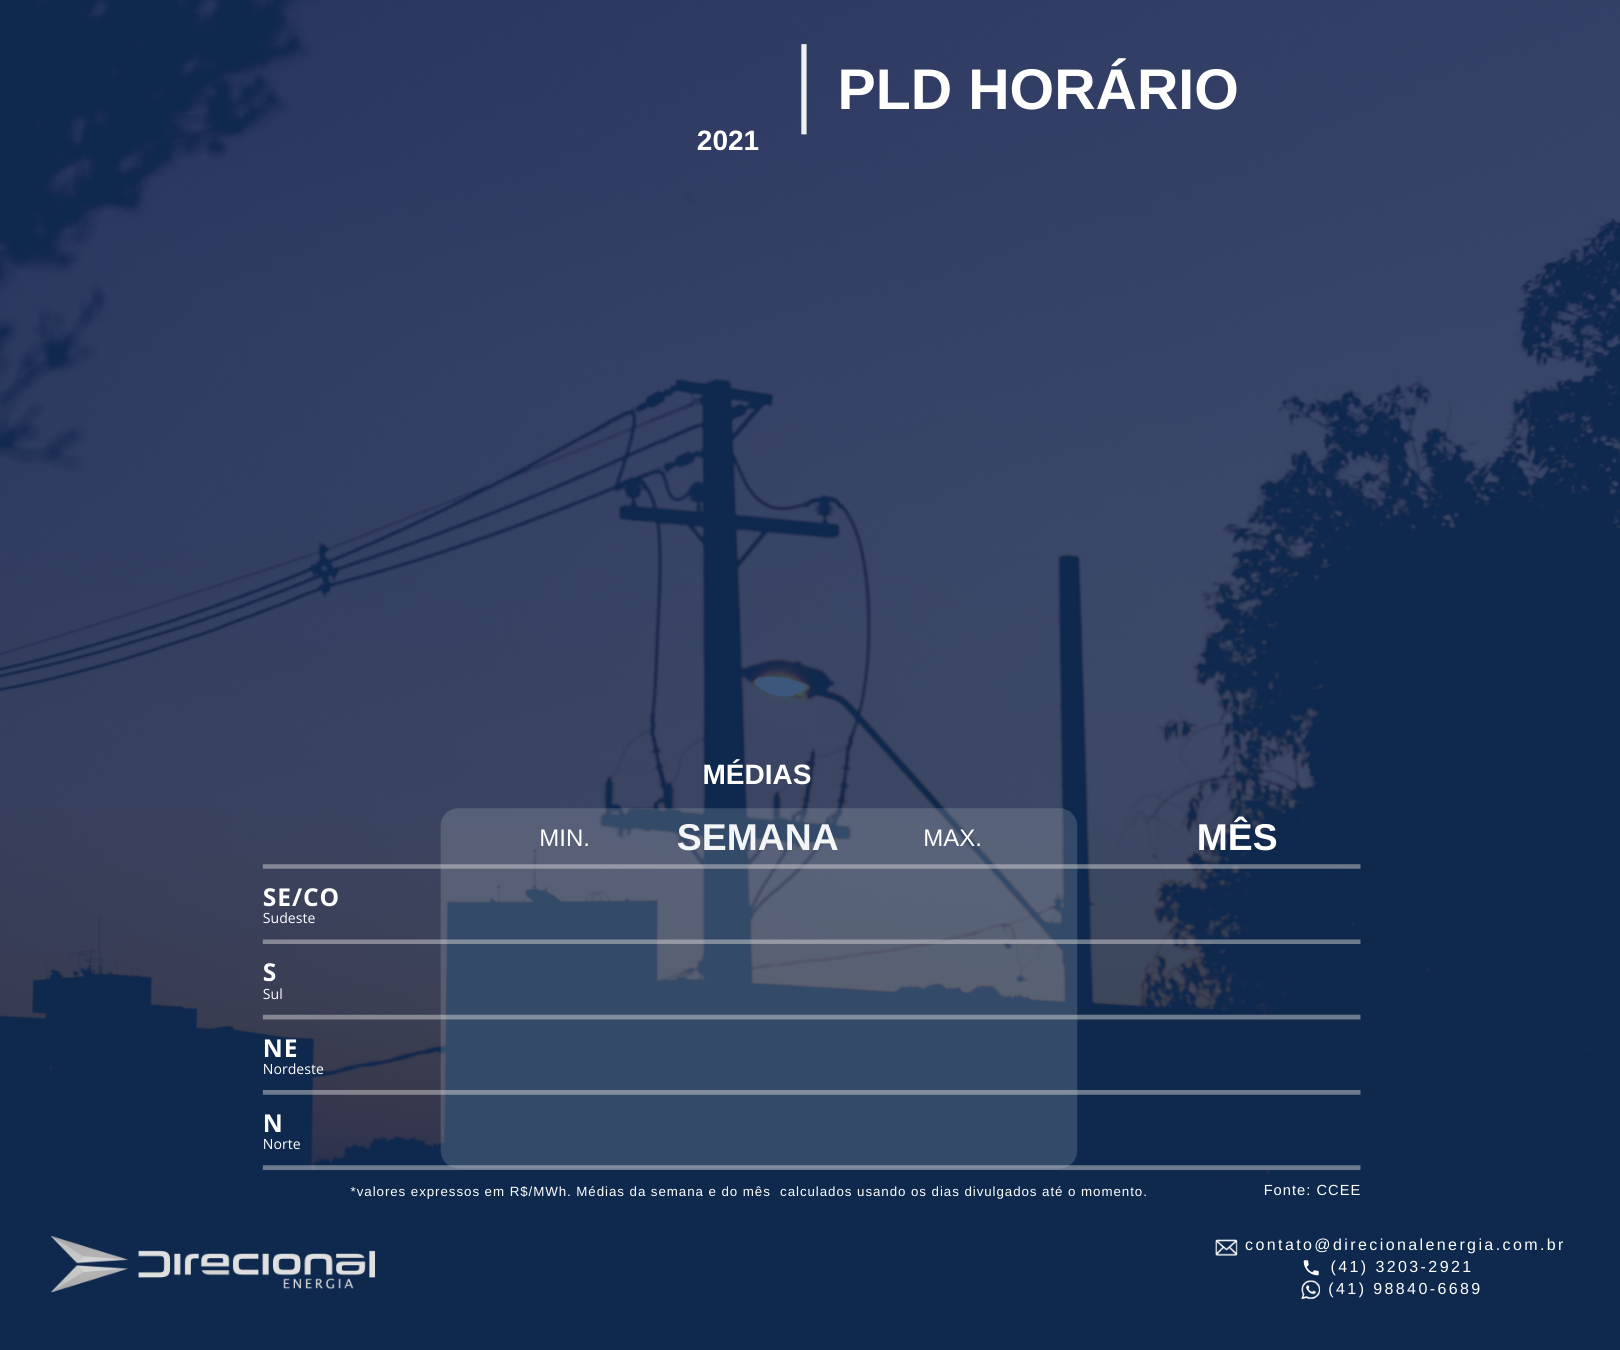 PLD HORÁRIO
2021
MÉDIAS
MIN. SEMANA MAX. MÊS
SE/CO
Sudeste
S
Sul
NE
Nordeste
N
Norte
*valores expressos em R$/MWh. Médias da semana e do mês calculados usando os dias divulgados até o momento.
Fonte: CCEE
Direcional
ENERGIA
contato@direcionalenergia.com.br
(41) 3203-2921
(41) 98840-6689